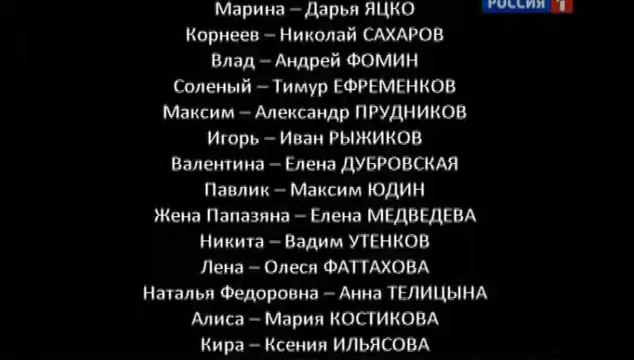 РОССИЯ 1
Марина – Дарья ЯЦКО
Корнеев – Николай САХАРОВ
Влад – Андрей ФОМИН
Соленый – Тимур ЕФРЕМЕНКОВ
Максим – Александр ПРУДНИКОВ
Игорь – Иван РЫЖИКОВ
Валентина – Елена ДУБРОВСКАЯ
Павлик – Максим ЮДИН
Жена Папазяна – Елена МЕДВЕДЕВА
Никита – Вадим УТЕНКОВ
Лена – Олеся ФАТТАХОВА
Наталья Федоровна – Анна ТЕЛИЦЫНА
Алиса – Мария КОСТИКОВА
Кира – Ксения ИЛЬЯСОВА